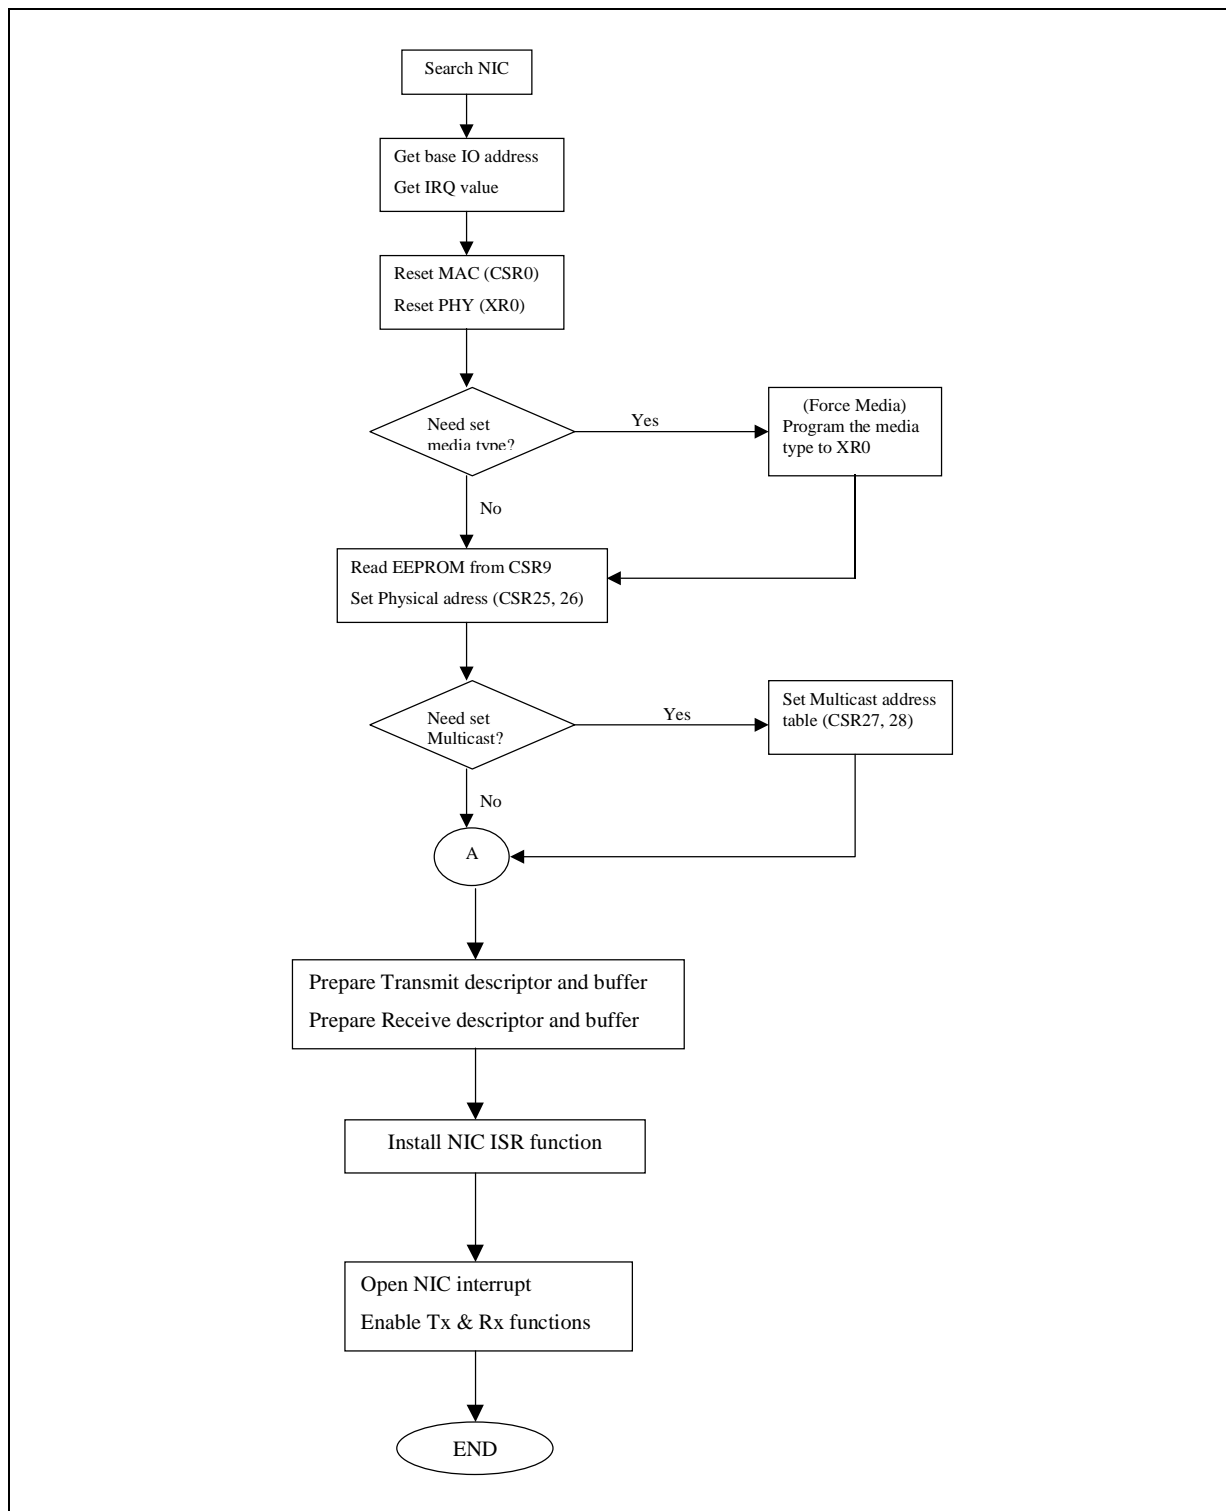 Search NIC
Get base IO address
Get IRQ value
Reset MAC (CSR0)
Reset PHY (XR0)
Need set
media type?
Yes
(Force Media)
Program the media
type to XR0
No
Read EEPROM from CSR9
Set Physical adress (CSR25, 26)
Need set
Multicast?
Yes
Set Multicast address
table (CSR27, 28)
No
A
Prepare Transmit descriptor and buffer
Prepare Receive descriptor and buffer
Install NIC ISR function
Open NIC interrupt
Enable Tx & Rx functions
END